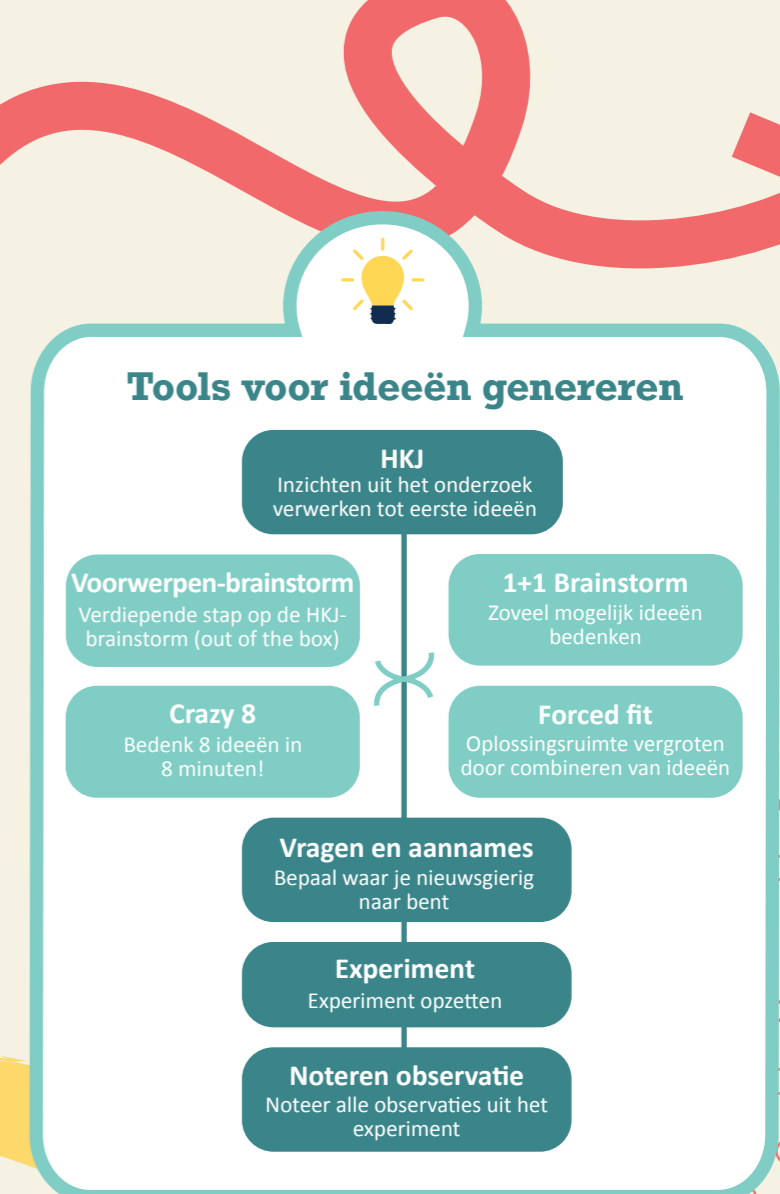 Tools voor ideeën genereren
HKJ
Inzichten uit het onderzoek
verwerken tot eerste ideeën
Voorwerpen-brainstorm
Verdiepende stap op de HKJ-
brainstorm (out of the box)
1+1 Brainstorm
Zoveel mogelijk ideeën
bedenken
Crazy 8
Bedenk 8 ideeën in
8 minuten!
Forced fit
Oplossingsruimte vergroten
door combineren van ideeën
Vragen en aannames
Bepaal waar je nieuwsgierig
naar bent
Experiment
Experiment opzetten
Noteren observatie
Noteer alle observaties uit het
experiment